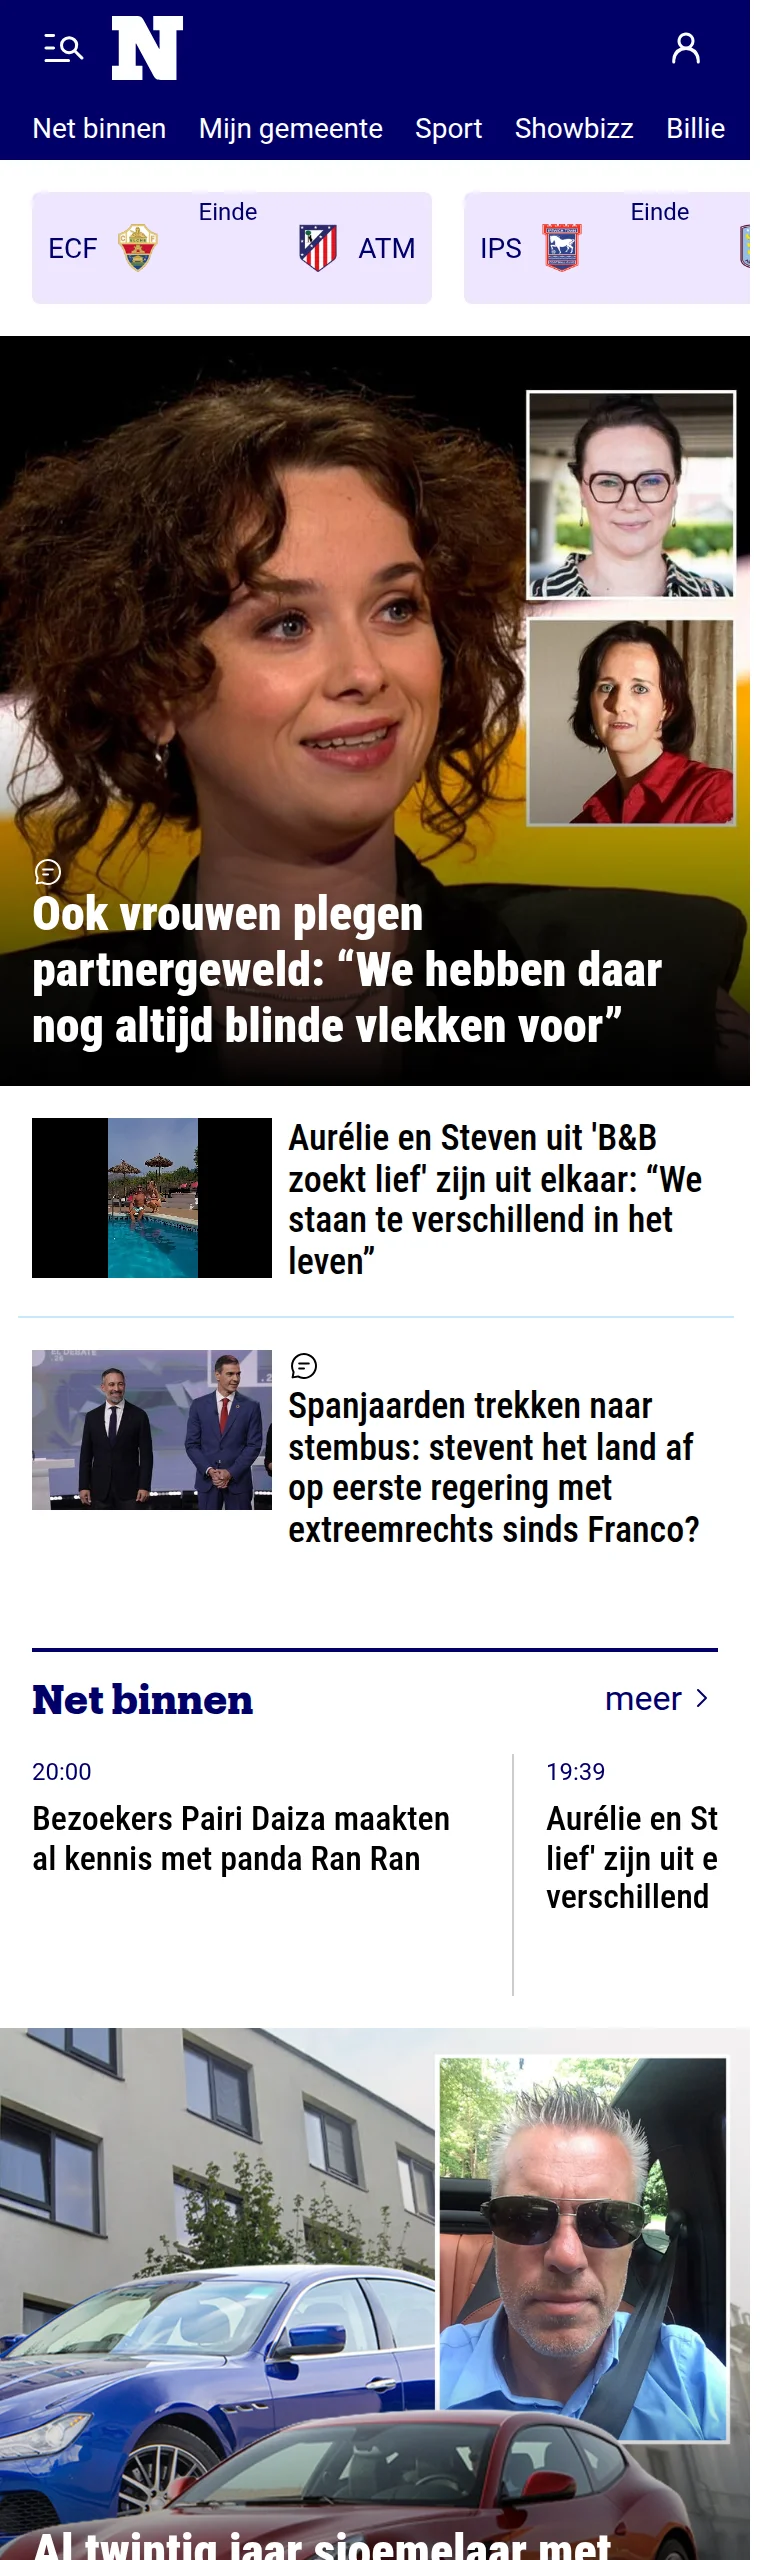 N
Net binnen Mijn gemeente Sport Showbizz Billie
Einde
ECF ATM
Einde
IPS
Ook vrouwen plegen
partnergeweld: “We hebben daar
nog altijd blinde vlekken voor”
Aurélie en Steven uit 'B&B
zoekt lief' zijn uit elkaar: “We
staan te verschillend in het
leven”
EL DEBATE
.26
Spanjaarden trekken naar
stembus: stevent het land af
op eerste regering met
extreemrechts sinds Franco?
Net binnen
meer
20:00
Bezoekers Pairi Daiza maakten
al kennis met panda Ran Ran
19:39
Aurélie en St
lief' zijn uit e
verschillend
Al twintig jaar sjoemelaar met